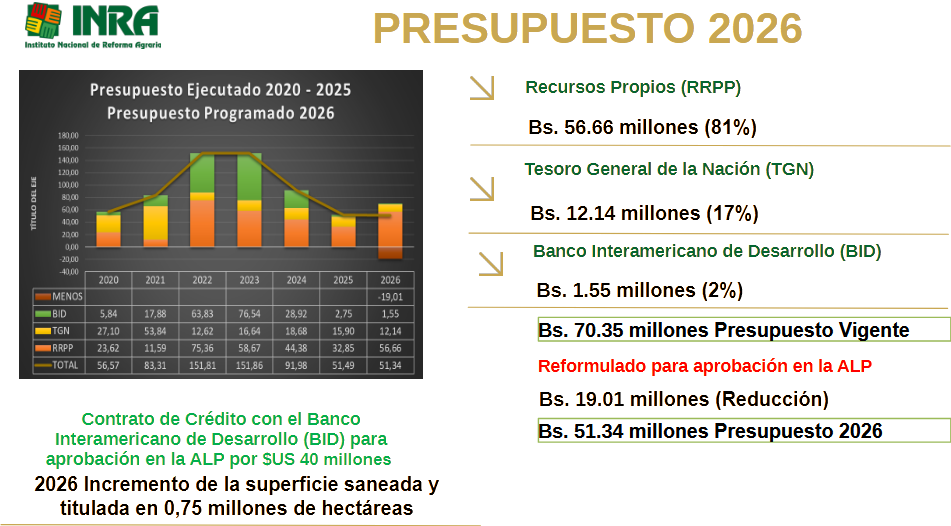 INRA
Instituto Nacional de Reforma Agraria
PRESUPUESTO 2026
Presupuesto Ejecutado 2020 - 2025
Presupuesto Programado 2026
TÍTULO DEL EJE
180,00
160,00
140,00
120,00
100,00
80,00
60,00
40,00
20,00
0,00
-20,00
-40,00
2020 2021 2022 2023 2024 2025 2026
MENOS -19,01
BID 5,84 17,88 63,83 76,54 28,92 2,75 1,55
TGN 27,10 53,84 12,62 16,64 18,68 15,90 12,14
RRPP 23,62 11,59 75,36 58,67 44,38 32,85 56,66
TOTAL 56,57 83,31 151,81 151,86 91,98 51,49 51,34
Contrato de Crédito con el Banco
Interamericano de Desarrollo (BID) para
aprobación en la ALP por $US 40 millones
2026 Incremento de la superficie saneada y
titulada en 0,75 millones de hectáreas
Recursos Propios (RRPP)
Bs. 56.66 millones (81%)
Tesoro General de la Nación (TGN)
Bs. 12.14 millones (17%)
Banco Interamericano de Desarrollo (BID)
Bs. 1.55 millones (2%)
Bs. 70.35 millones Presupuesto Vigente
Reformulado para aprobación en la ALP
Bs. 19.01 millones (Reducción)
Bs. 51.34 millones Presupuesto 2026